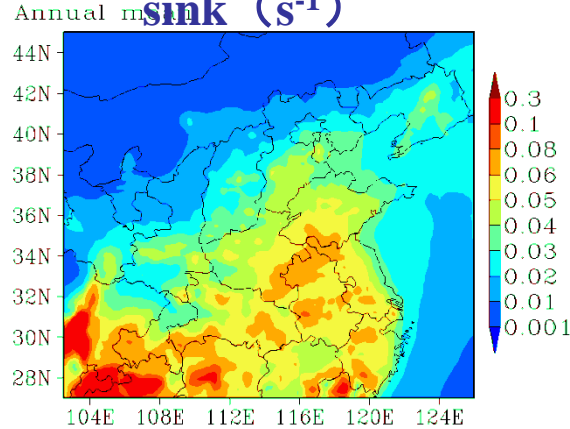 Annual mean
sink (s-1)
44N
42N
40N
38N
36N
34N
32N
30N
28N
104E 108E 112E 116E 120E 124E
0.3
0.1
0.08
0.06
0.05
0.04
0.03
0.02
0.01
0.001